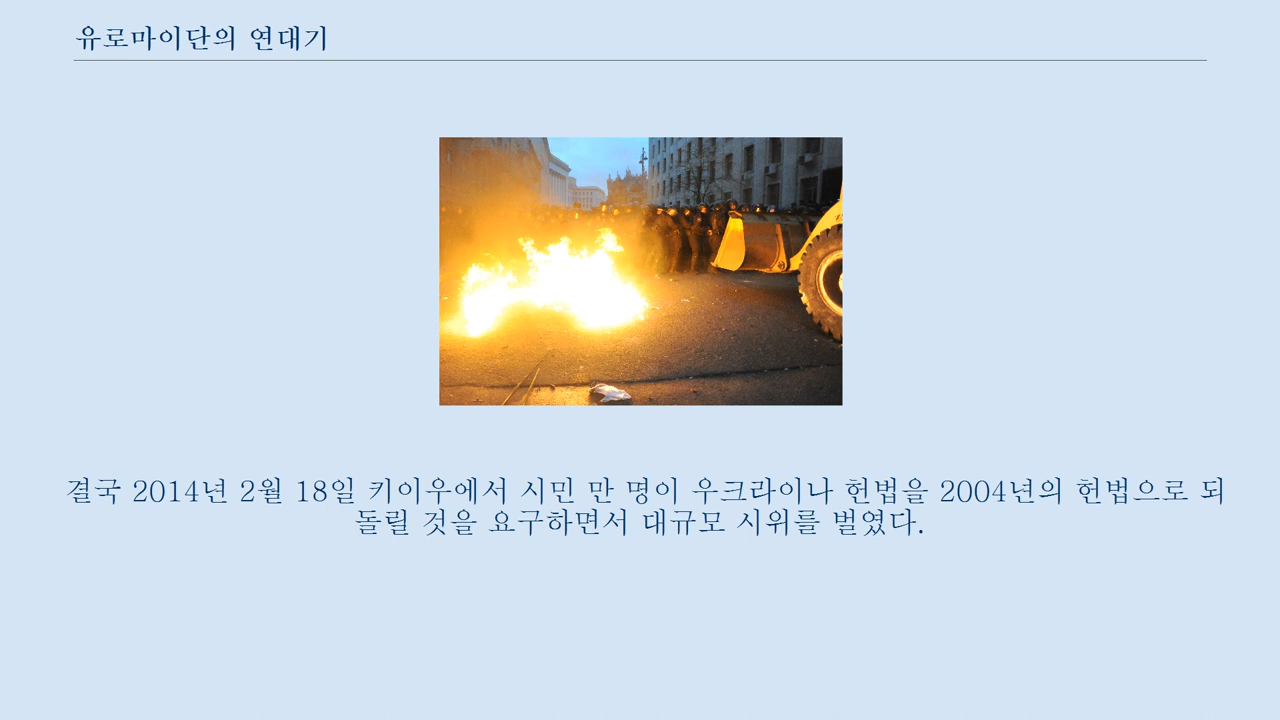 유로마이단의 연대기
결국 2014년 2월 18일 키이우에서 시민 만 명이 우크라이나 헌법을 2004년의 헌법으로 되
돌릴 것을 요구하면서 대규모 시위를 벌였다.